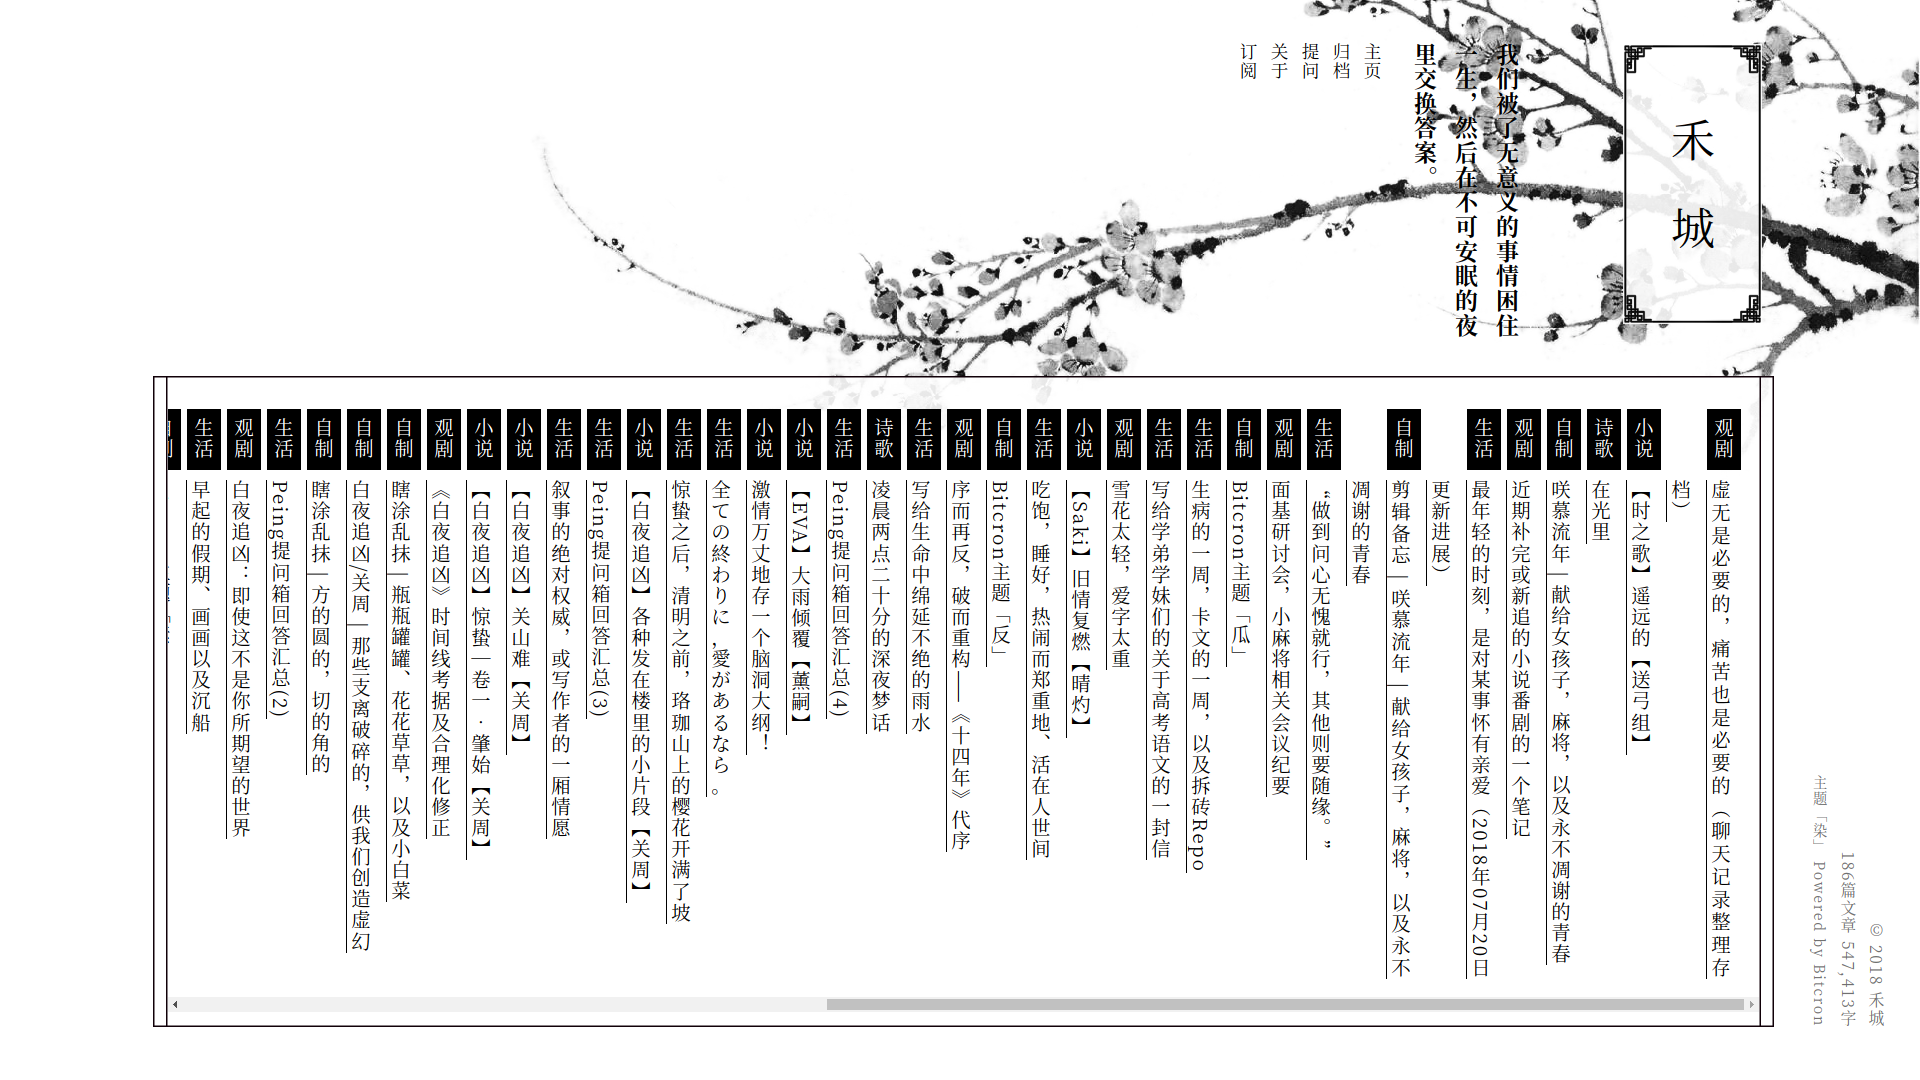 禾城
我们被了无意义的事情困住
一生，然后在不可安眠的夜
里交换答案。
主页
归档
提问
关于
订阅
观剧
虚无是必要的，痛苦也是必要的（聊天记录整理存
档）
小说
【时之歌】遥远的【送弓组】
诗歌
在光里
自制
咲慕流年|献给女孩子，麻将，以及永不凋谢的青春
观剧
近期补完或新追的小说番剧的一个笔记
生活
最年轻的时刻，是对某事怀有亲爱（2018年07月20日
更新进展）
自制
剪辑备忘|咲慕流年|献给女孩子，麻将，以及永不
凋谢的青春
生活
“做到问心无愧就行，其他则要随缘。”
观剧
面基研讨会，小麻将相关会议纪要
自制
Bitcron主题「瓜」
生活
生病的一周，卡文的一周，以及拆砖Repo
生活
写给学弟学妹们的关于高考语文的一封信
观剧
雪花太轻，爱字太重
小说
【Saki】旧情复燃【晴灼】
生活
吃饱，睡好，热闹而郑重地、活在人世间
自制
Bitcron主题「反」
观剧
序而再反，破而重构——《十四年》代序
生活
写给生命中绵延不绝的雨水
诗歌
凌晨两点二十分的深夜梦话
生活
Peing提问箱回答汇总(4)
小说
【EVA】大雨倾覆【薰嗣】
小说
激情万丈地存一个脑洞大纲！
生活
全ての終わりに ,愛があるなら 。
生活
惊蛰之后，清明之前，珞珈山上的樱花开满了坡
小说
【白夜追凶】各种发在楼里的小片段【关周】
生活
Peing提问箱回答汇总(3)
生活
叙事的绝对权威，或写作者的一厢情愿
小说
【白夜追凶】关山难【关周】
小说
【白夜追凶】惊蛰|卷一 · 肇始【关周】
观剧
《白夜追凶》时间线考据及合理化修正
自制
瞎涂乱抹|瓶瓶罐罐、花花草草，以及小白菜
自制
白夜追凶/关周|那些支离破碎的，供我们创造虚幻
自制
瞎涂乱抹|方的圆的，切的角的
生活
Peing提问箱回答汇总(2)
观剧
白夜追凶：即使这不是你所期望的世界
生活
早起的假期、画画以及沉船
© 2018 禾城
186篇文章 547,413字
主题「染」 Powered by Bitcron